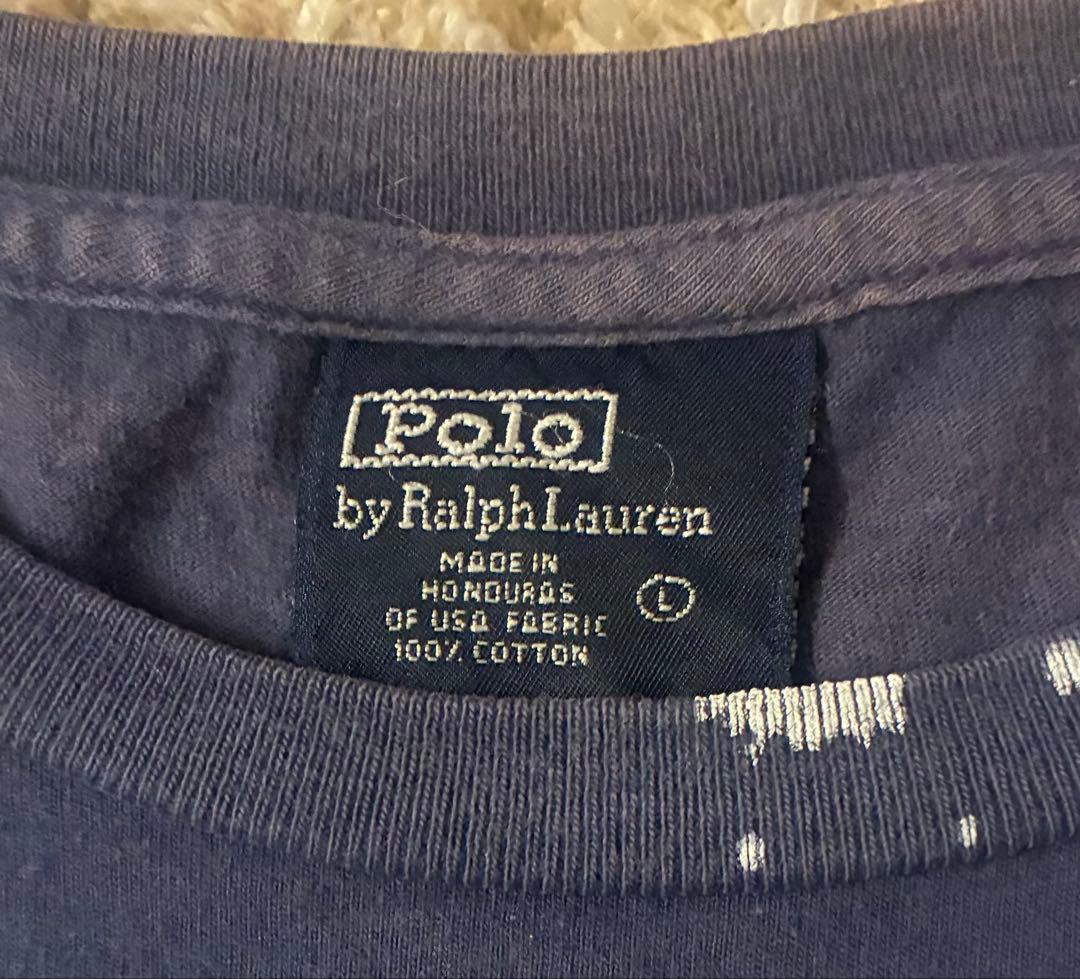 Polo
by Ralph Lauren
MADE IN
HONDURAS
OF USA FABRIC
100% COTTON
L